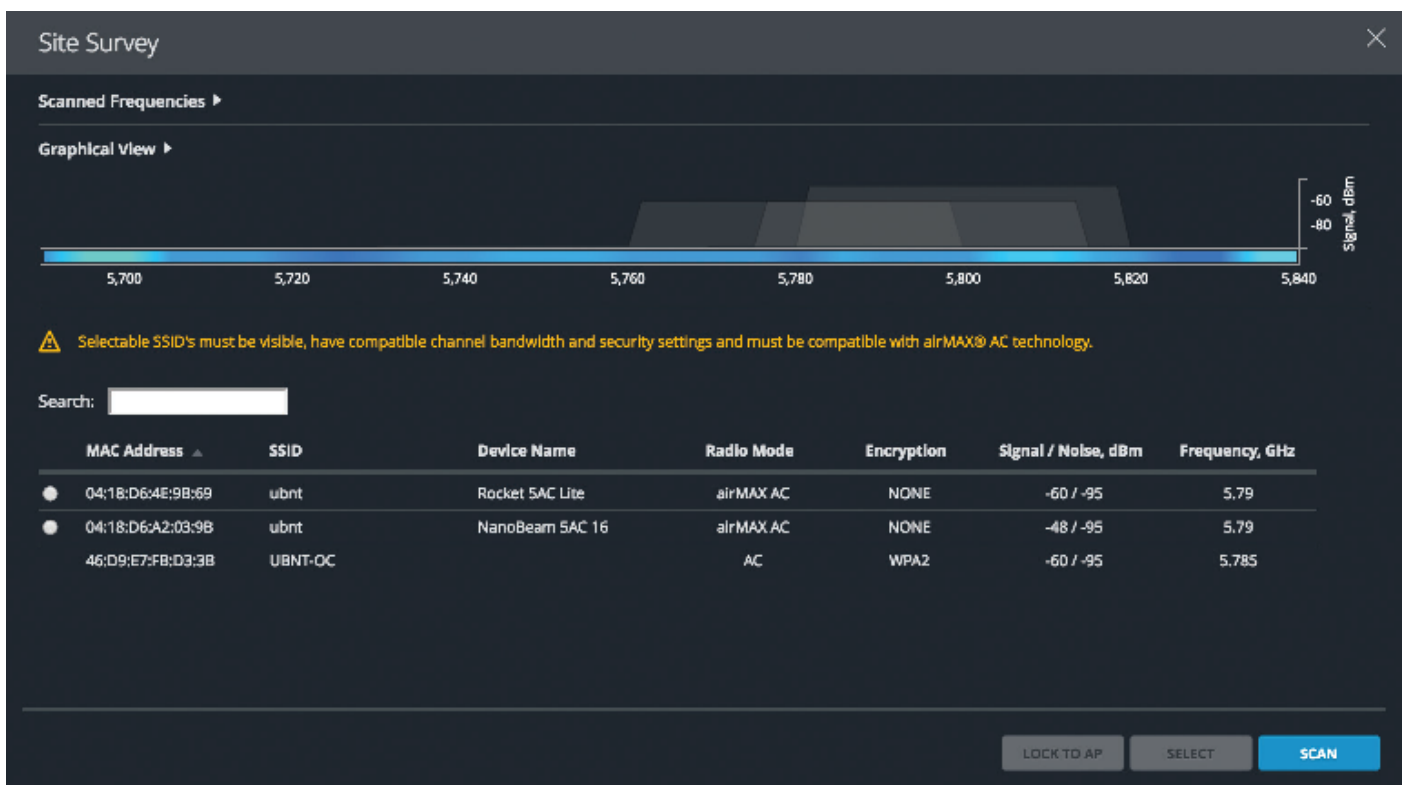 Site Survey
Scanned Frequencies
Graphical View
-60
-80
Signal, dBm
5,700 5,720 5,740 5,760 5,780 5,800 5,820 5,840
Selectable SSID's must be visible, have compatible channel bandwidth and security settings and must be compatible with airMAX® AC technology.
Search:
MAC Address SSID Device Name Radio Mode Encryption Signal / Noise, dBm Frequency, GHz
04:18:D6:4E:9B:69 ubnt Rocket 5AC Lite airMAX AC NONE -60 / -95 5.79
04:18:D6:A2:03:9B ubnt NanoBeam 5AC 16 airMAX AC NONE -48 / -95 5.79
46:D9:E7:FB:D3:3B UBNT-OC AC WPA2 -60 / -95 5.785
LOCK TO AP SELECT SCAN